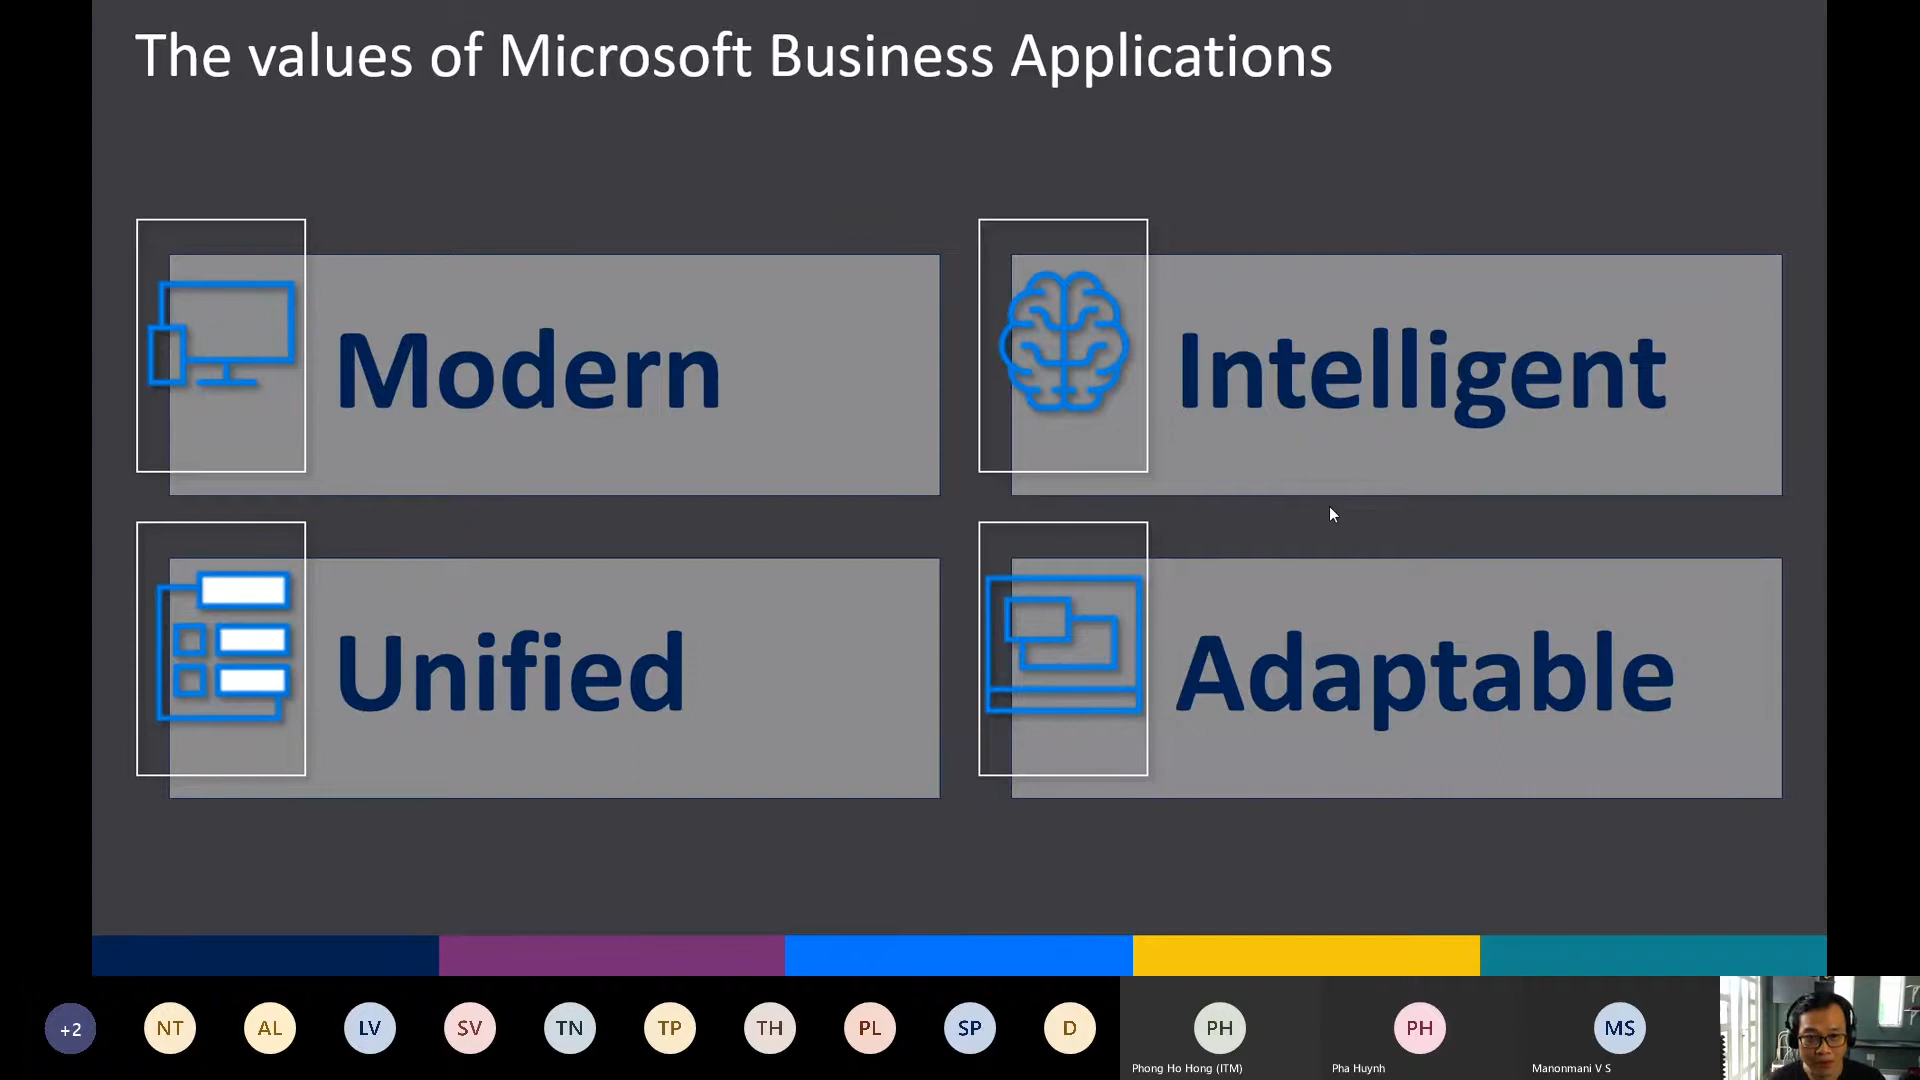 The values of Microsoft Business Applications
Modern
Intelligent
Unified
Adaptable
+2
NT
AL
LV
SV
TN
TP
TH
PL
SP
D
PH
PH
MS
Phong Ho Hong (ITM)
Pha Huynh
Manonmani V S